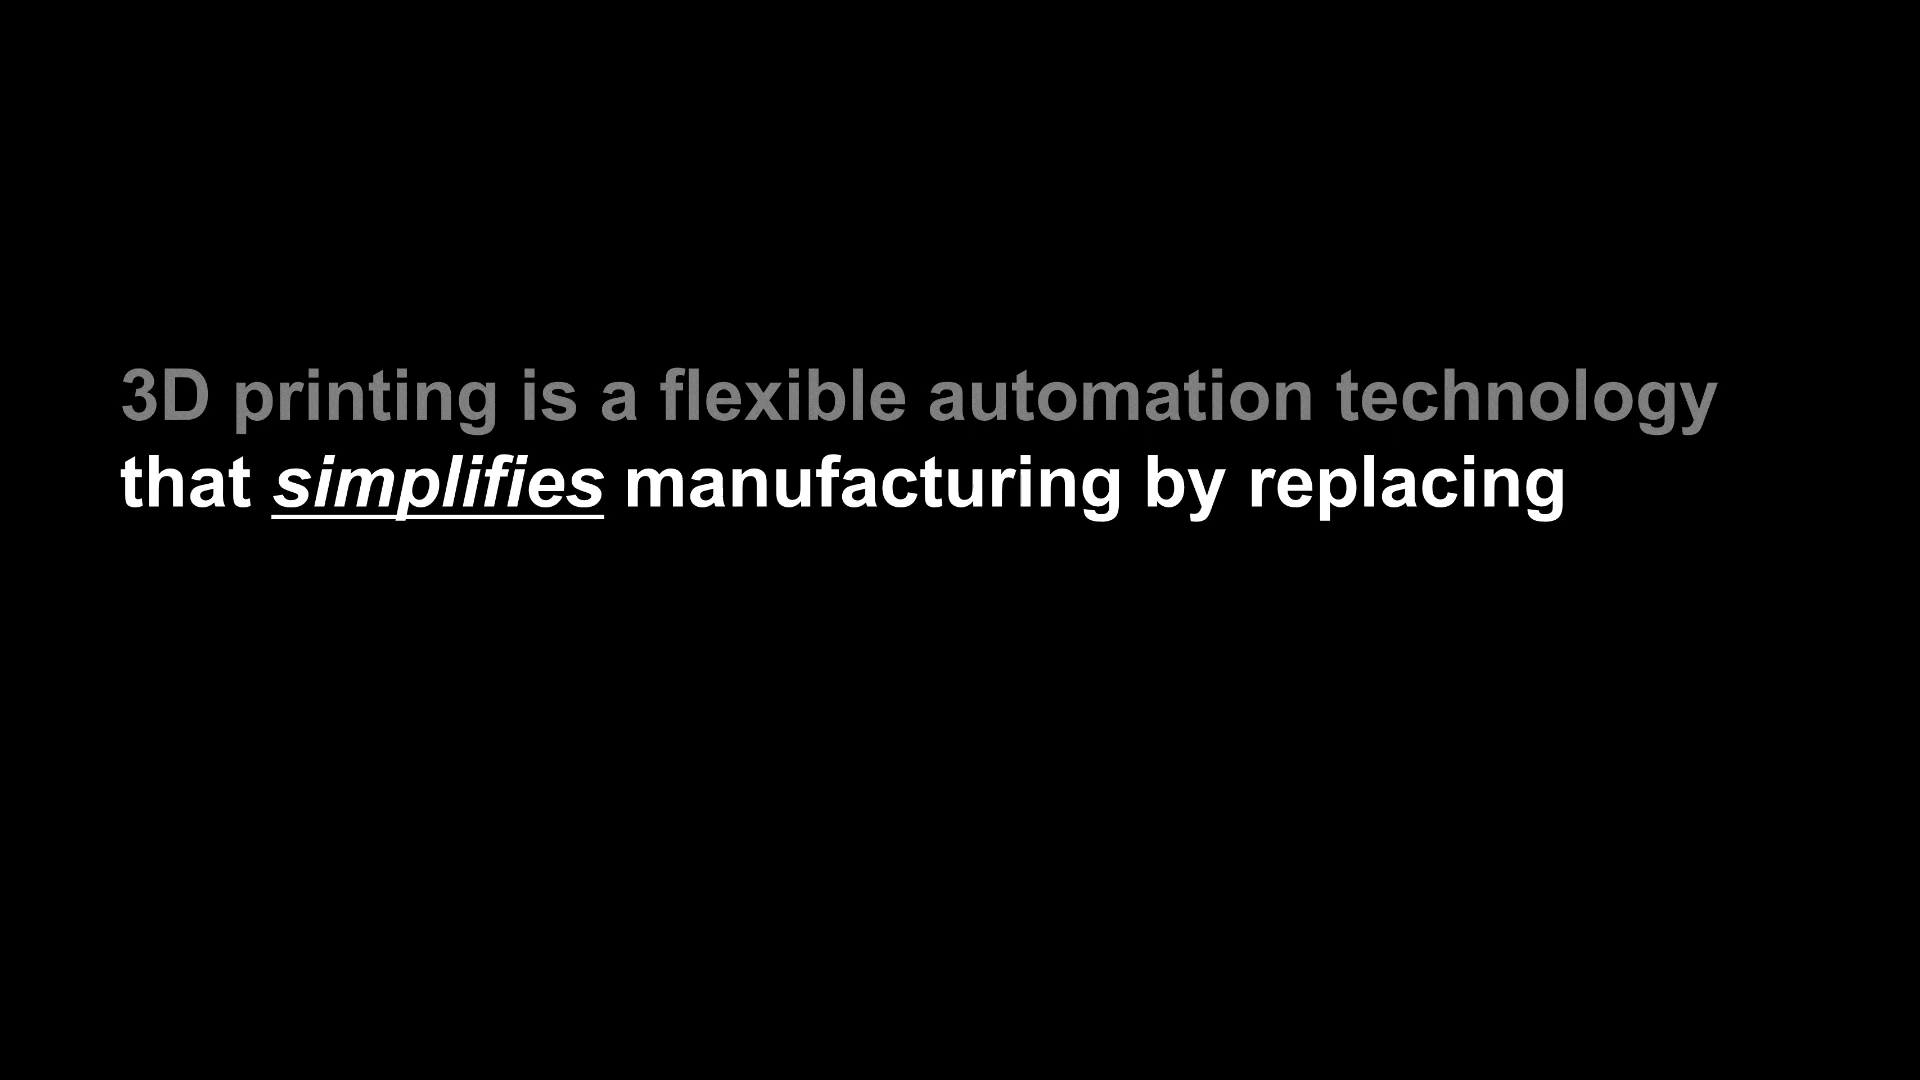 3D printing is a flexible automation technology
that simplifies manufacturing by replacing